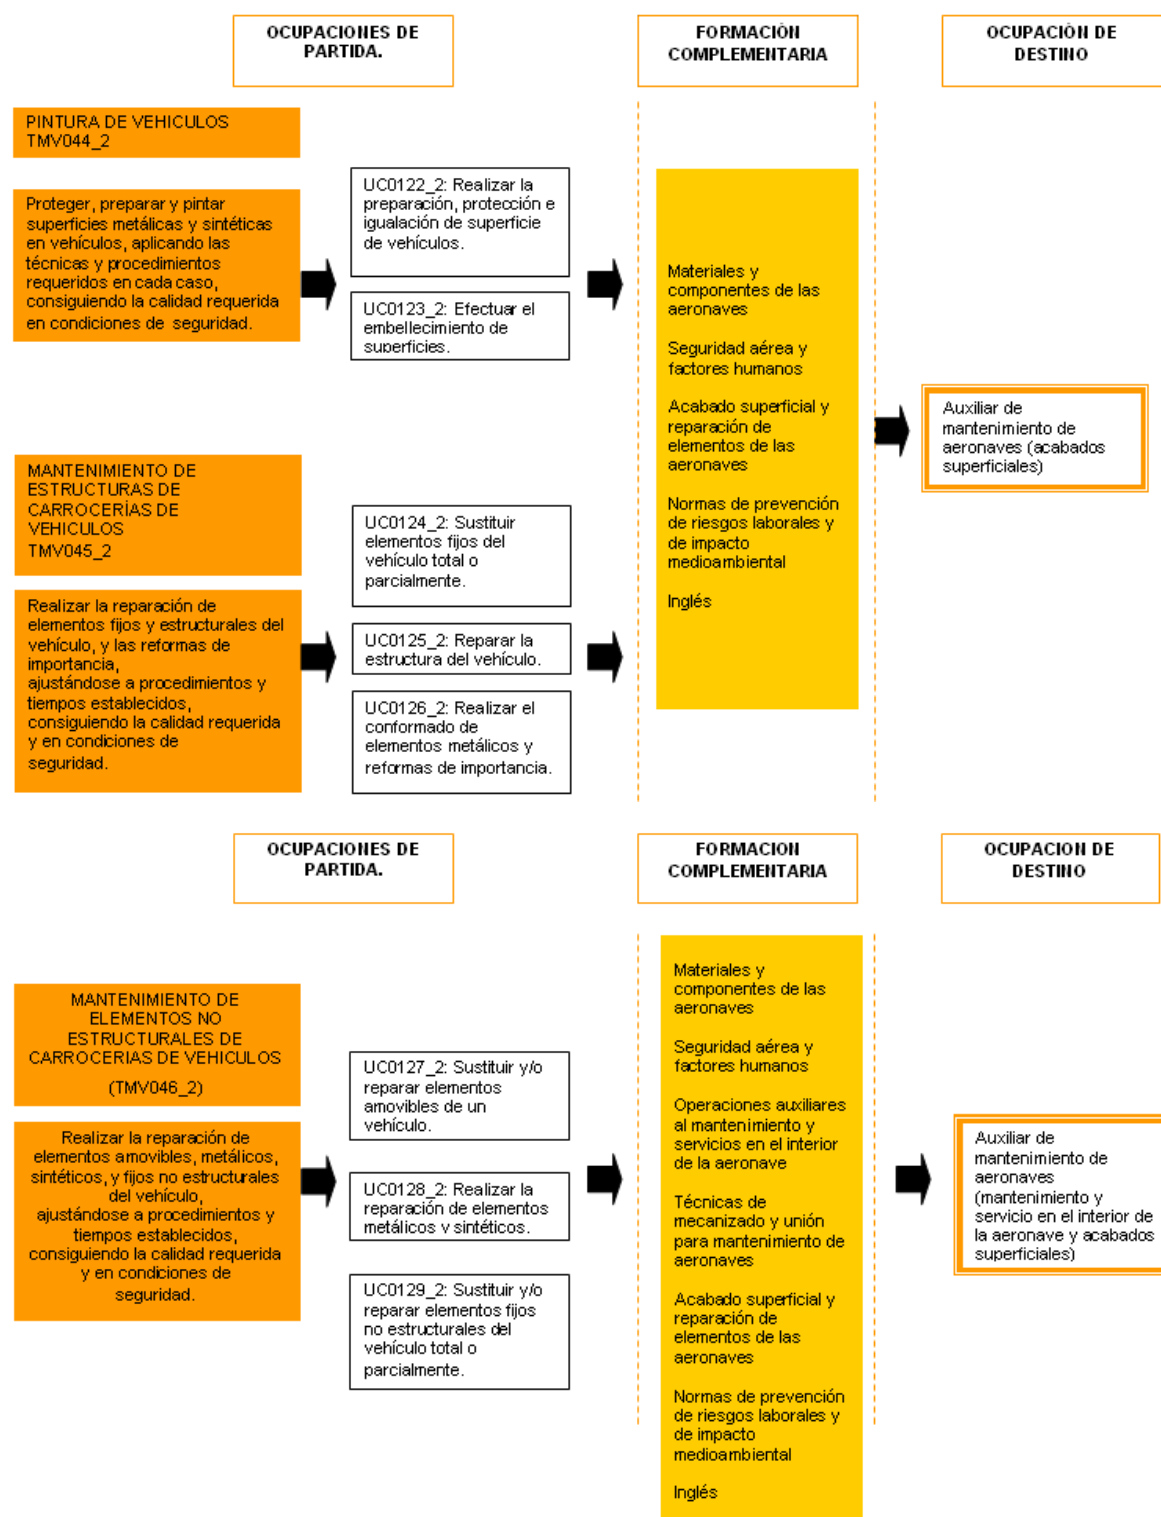 OCUPACIONES DE
PARTIDA.
FORMACIÓN
COMPLEMENTARIA
OCUPACIÓN DE
DESTINO
PINTURA DE VEHICULOS
TMV044_2
Proteger, preparar y pintar
superficies metálicas y sintéticas
en vehículos, aplicando las
técnicas y procedimientos
requeridos en cada caso,
consiguiendo la calidad requerida
en condiciones de seguridad.
UC0122_2: Realizar la
preparación, protección e
igualación de superficie
de vehículos.
UC0123_2: Efectuar el
embellecimiento de
superficies.
MANTENIMIENTO DE
ESTRUCTURAS DE
CARROCERÍAS DE
VEHICULOS
TMV045_2
Realizar la reparación de
elementos fijos y estructurales del
vehículo, y las reformas de
importancia,
ajustándose a procedimientos y
tiempos establecidos,
consiguiendo la calidad requerida
y en condiciones de
seguridad.
UC0124_2: Sustituir
elementos fijos del
vehículo total o
parcialmente.
UC0125_2: Reparar la
estructura del vehículo.
UC0126_2: Realizar el
conformado de
elementos metálicos y
reformas de importancia.
Materiales y
componentes de las
aeronaves
Seguridad aérea y
factores humanos
Acabado superficial y
reparación de
elementos de las
aeronaves
Normas de prevención
de riesgos laborales y
de impacto
medioambiental
Inglés
Auxiliar de
mantenimiento de
aeronaves (acabados
superficiales)
OCUPACIONES DE
PARTIDA.
FORMACION
COMPLEMENTARIA
OCUPACION DE
DESTINO
MANTENIMIENTO DE
ELEMENTOS NO
ESTRUCTURALES DE
CARROCERIAS DE VEHICULOS
(TMV046_2)
Realizar la reparación de
elementos amovibles, metálicos,
sintéticos, y fijos no estructurales
del vehículo,
ajustándose a procedimientos y
tiempos establecidos,
consiguiendo la calidad requerida
y en condiciones de
seguridad.
UC0127_2: Sustituir y/o
reparar elementos
amovibles de un
vehículo.
UC0128_2: Realizar la
reparación de elementos
metálicos y sintéticos.
UC0129_2: Sustituir y/o
reparar elementos fijos
no estructurales del
vehículo total o
parcialmente.
Materiales y
componentes de las
aeronaves
Seguridad aérea y
factores humanos
Operaciones auxiliares
al mantenimiento y
servicios en el interior
de la aeronave
Técnicas de
mecanizado y unión
para mantenimiento de
aeronaves
Acabado superficial y
reparación de
elementos de las
aeronaves
Normas de prevención
de riesgos laborales y
de impacto
medioambiental
Inglés
Auxiliar de
mantenimiento de
aeronaves
(mantenimiento y
servicio en el interior de
la aeronave y acabados
superficiales)